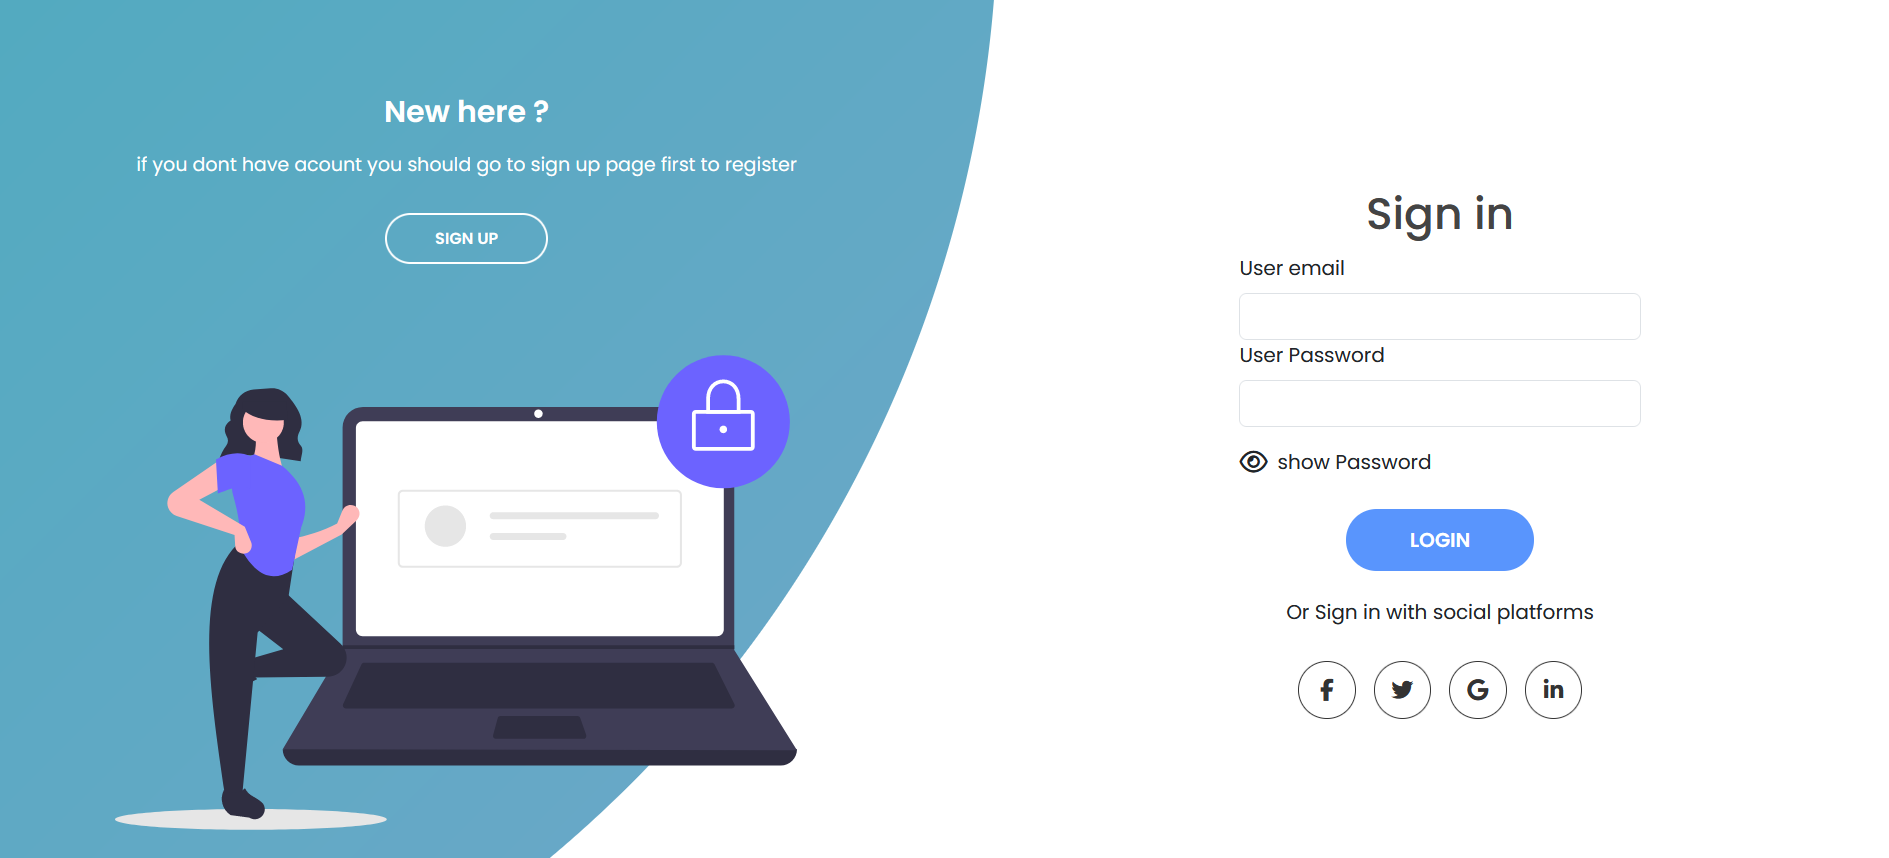 New here ?
if you dont have acount you should go to sign up page first to register
SIGN UP
Sign in
User email
User Password
show Password
LOGIN
Or Sign in with social platforms